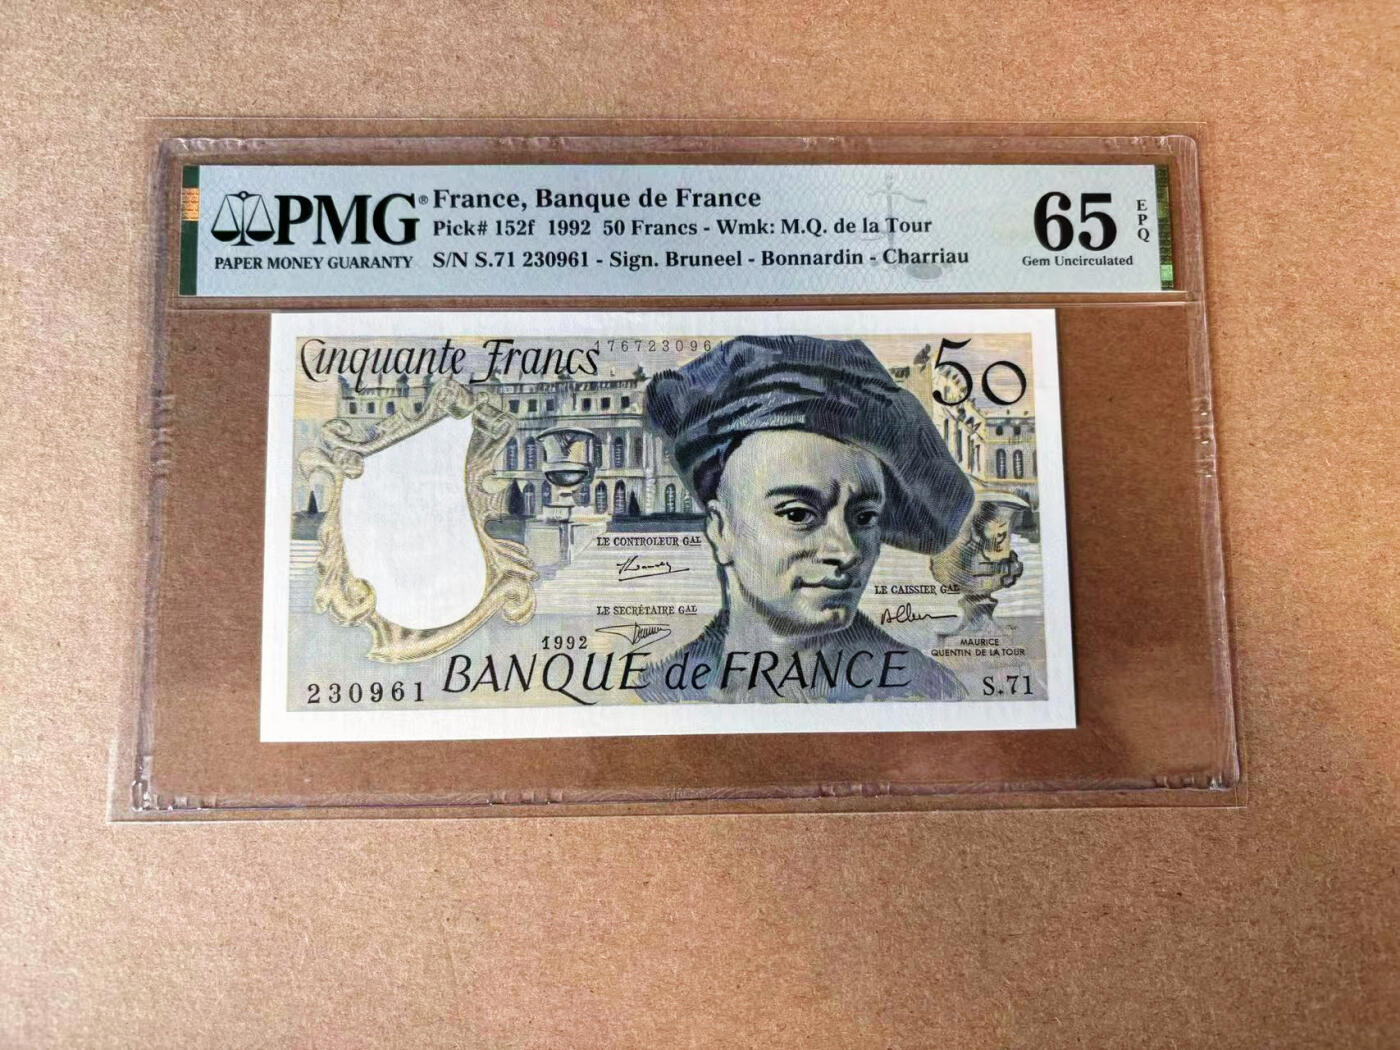 PMG®
PAPER MONEY GUARANTY
France, Banque de France
Pick# 152f 1992 50 Francs - Wmk: M.Q. de la Tour
S/N S.71 230961 - Sign. Bruneel - Bonnardin - Charriau
65
EPQ
Gem Uncirculated
Cinquante Francs
1767230961
50
LE CONTROLEUR GAL
LE SECRÉTAIRE GAL
LE CAISSIER GAL
MAURICE
QUENTIN DE LA TOUR
1992
BANQUE de FRANCE
230961
S.71